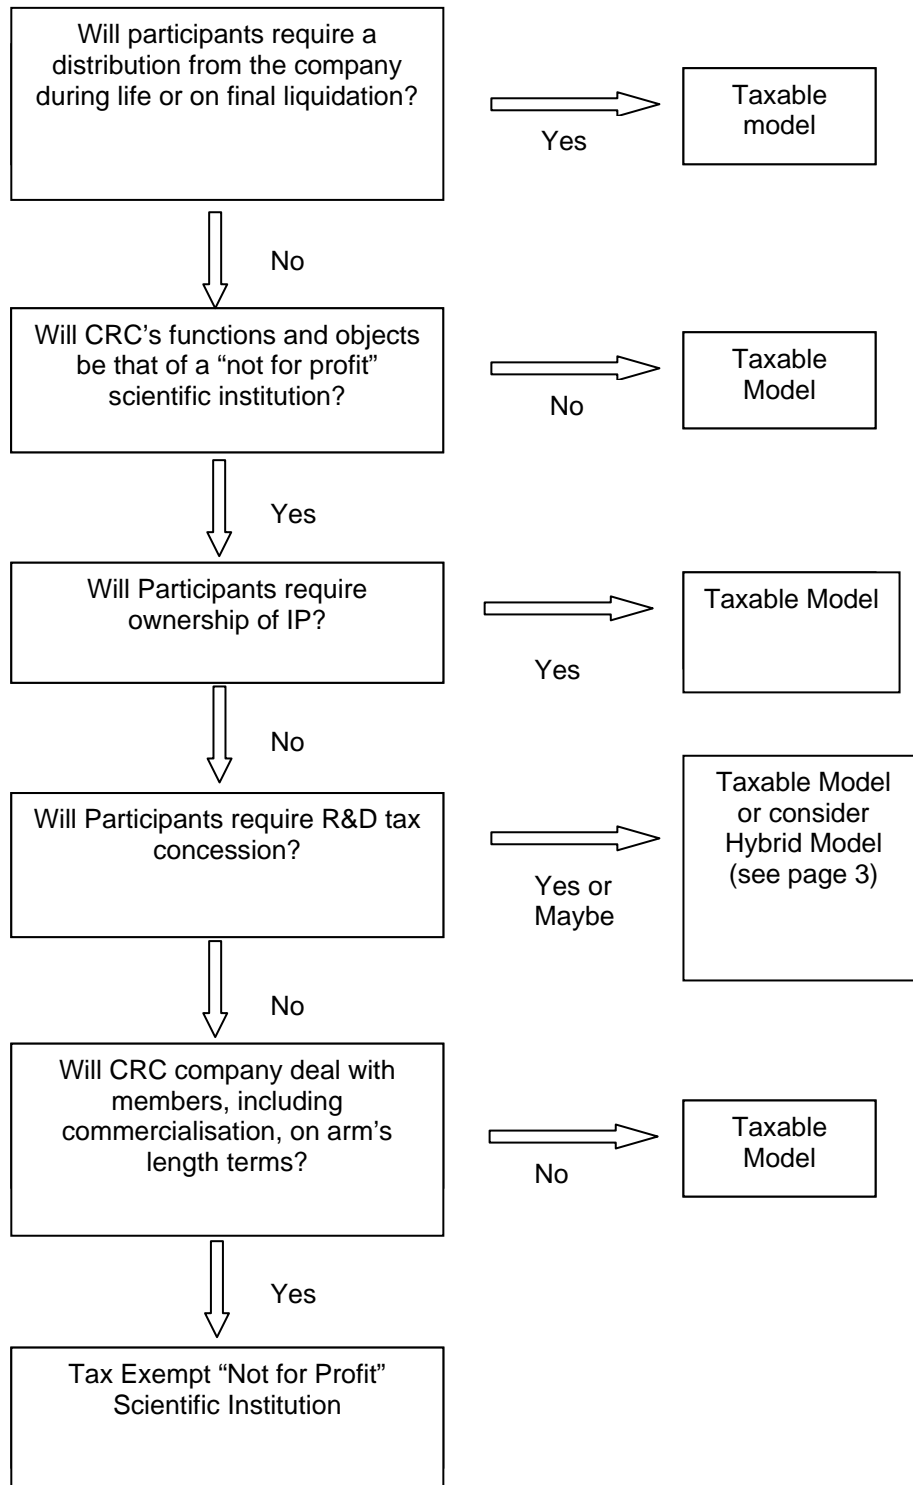 Will participants require a
distribution from the company
during life or on final liquidation?
Yes
Taxable
model
No
Will CRC’s functions and objects
be that of a “not for profit”
scientific institution?
No
Taxable
Model
Yes
Will Participants require
ownership of IP?
Yes
Taxable Model
No
Will Participants require R&D tax
concession?
Yes or
Maybe
Taxable Model
or consider
Hybrid Model
(see page 3)
No
Will CRC company deal with
members, including
commercialisation, on arm’s
length terms?
No
Taxable
Model
Yes
Tax Exempt “Not for Profit”
Scientific Institution